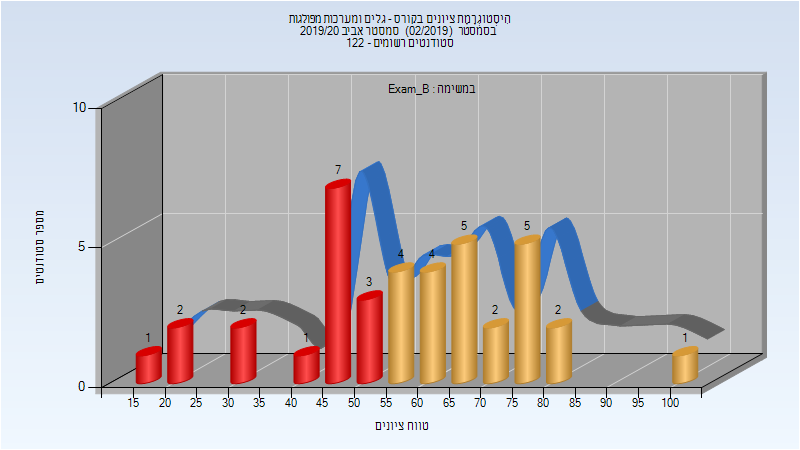 היסטוגרמת ציונים בקורס - גלים ומערכות מפולגות
בסמסטר (02/2019) סמסטר אביב 2019/20
סטודנטים רשומים - 122
במשימה : Exam_B
מספר סטודנטים
10
5
0
1
2
2
1
7
3
4
4
5
2
5
2
1
15 20 25 30 35 40 45 50 55 60 65 70 75 80 85 90 95 100
טווח ציונים